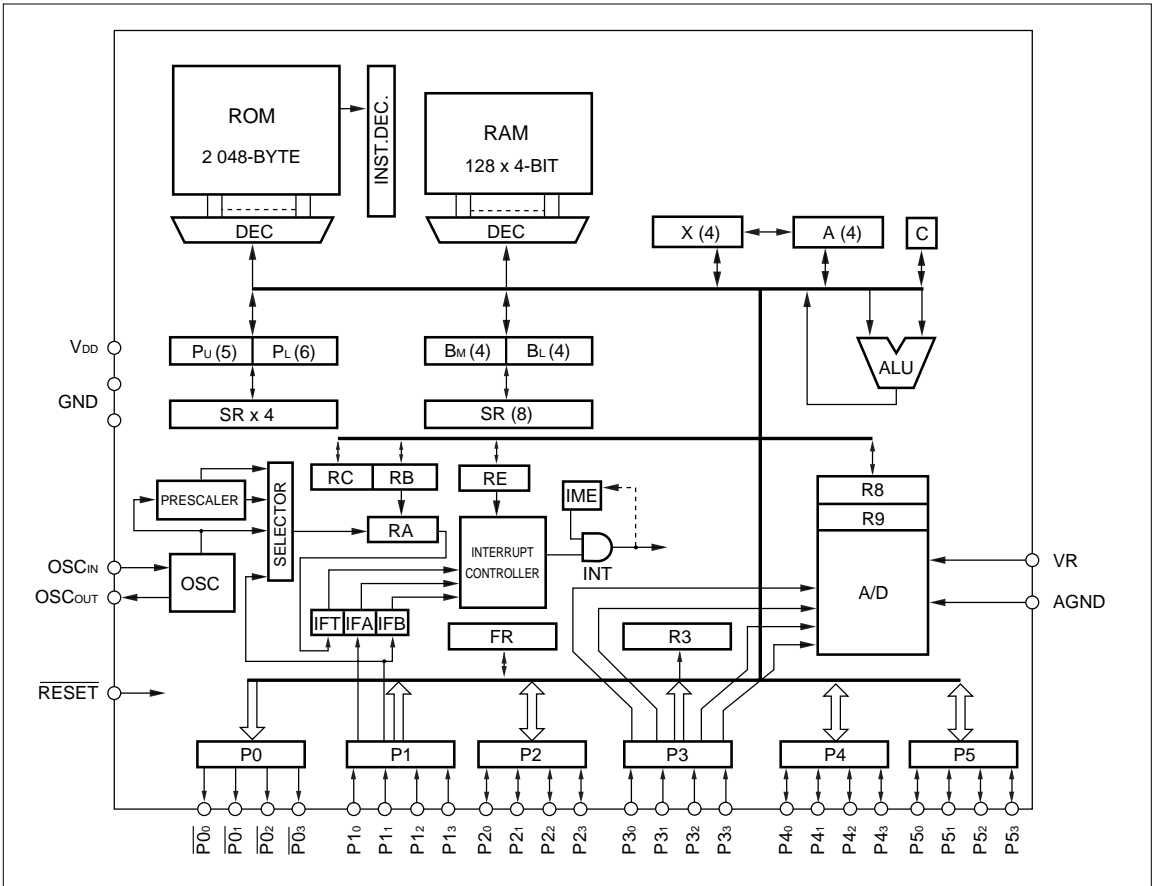 ROM
2 048-BYTE
INST.DEC.
RAM
128 x 4-BIT
DEC
DEC
X (4)
A (4)
C
VDD
PU (5)
PL (6)
BM (4)
BL (4)
ALU
GND
SR x 4
SR (8)
PRESCALER
SELECTOR
RC
RB
RE
IME
R8
R9
RA
INTERRUPT
CONTROLLER
INT
OSCIN
OSC
OSCOUT
A/D
VR
AGND
IFT
IFA
IFB
FR
R3
RESET
P0
P1
P2
P3
P4
P5
P00
P01
P02
P03
P10
P11
P12
P13
P20
P21
P22
P23
P30
P31
P32
P33
P40
P41
P42
P43
P50
P51
P52
P53